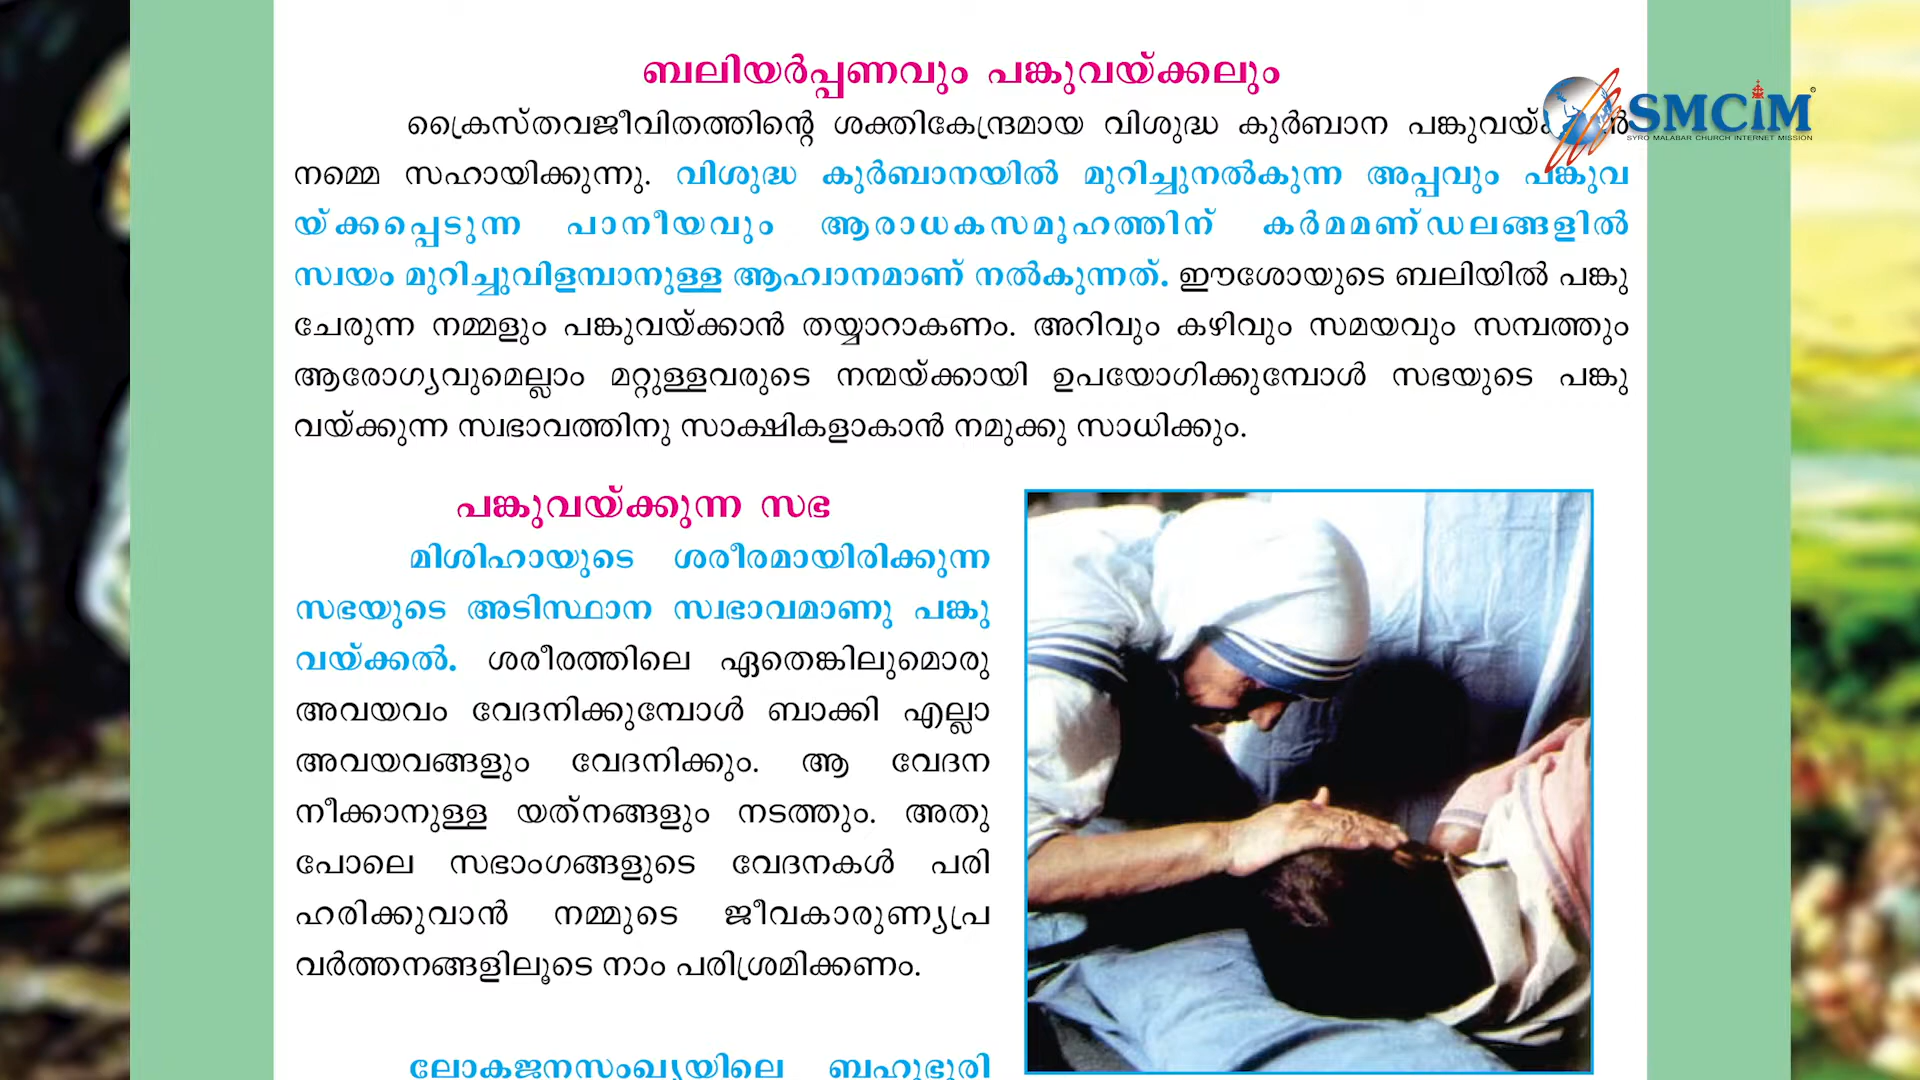 ബലിയർപ്പണവും പങ്കുവയ്ക്കലും
ക്രൈസ്തവജീവിതത്തിന്റെ ശക്തികേന്ദ്രമായ വിശുദ്ധ കുർബാന
നമ്മെ സഹായിക്കുന്നു. വിശുദ്ധ കുർബാനയിൽ മുറിച്ചുനൽകുന്ന അപ്പവും പങ്കുവ
യ്ക്കപ്പെടുന്ന പാനീയവും ആരാധകസമൂഹത്തിന് കർമമണ്ഡലങ്ങളിൽ
സ്വയം മുറിച്ചുവിളമ്പാനുള്ള ആഹ്വാനമാണ് നൽകുന്നത്. ഈശോയുടെ ബലിയിൽ പങ്കു
ചേരുന്ന നമ്മളും പങ്കുവയ്ക്കാൻ തയ്യാറാകണം. അറിവും കഴിവും സമയവും സമ്പത്തും
ആരോഗ്യവുമെല്ലാം മറ്റുള്ളവരുടെ നന്മയ്ക്കായി ഉപയോഗിക്കുമ്പോൾ സഭയുടെ പങ്കു
വയ്ക്കുന്ന സ്വഭാവത്തിനു സാക്ഷികളാകാൻ നമുക്കു സാധിക്കും.
SMCIM
SYRO MALABAR CHURCH INTERNET MISSION
പങ്കുവയ്ക്കുന്ന സഭ
മിശിഹായുടെ ശരീരമായിരിക്കുന്ന
സഭയുടെ അടിസ്ഥാന സ്വഭാവമാണു പങ്കു
വയ്ക്കൽ. ശരീരത്തിലെ ഏതെങ്കിലുമൊരു
അവയവം വേദനിക്കുമ്പോൾ ബാക്കി എല്ലാ
അവയവങ്ങളും വേദനിക്കും. ആ വേദന
നീക്കാനുള്ള യത്നങ്ങളും നടത്തും. അതു
പോലെ സഭാംഗങ്ങളുടെ വേദനകൾ പരി
ഹരിക്കുവാൻ നമ്മുടെ ജീവകാരുണ്യപ്ര
വർത്തനങ്ങളിലൂടെ നാം പരിശ്രമിക്കണം.
ലോകജനസംഖ്യയിലെ ബഹുഭൂരി